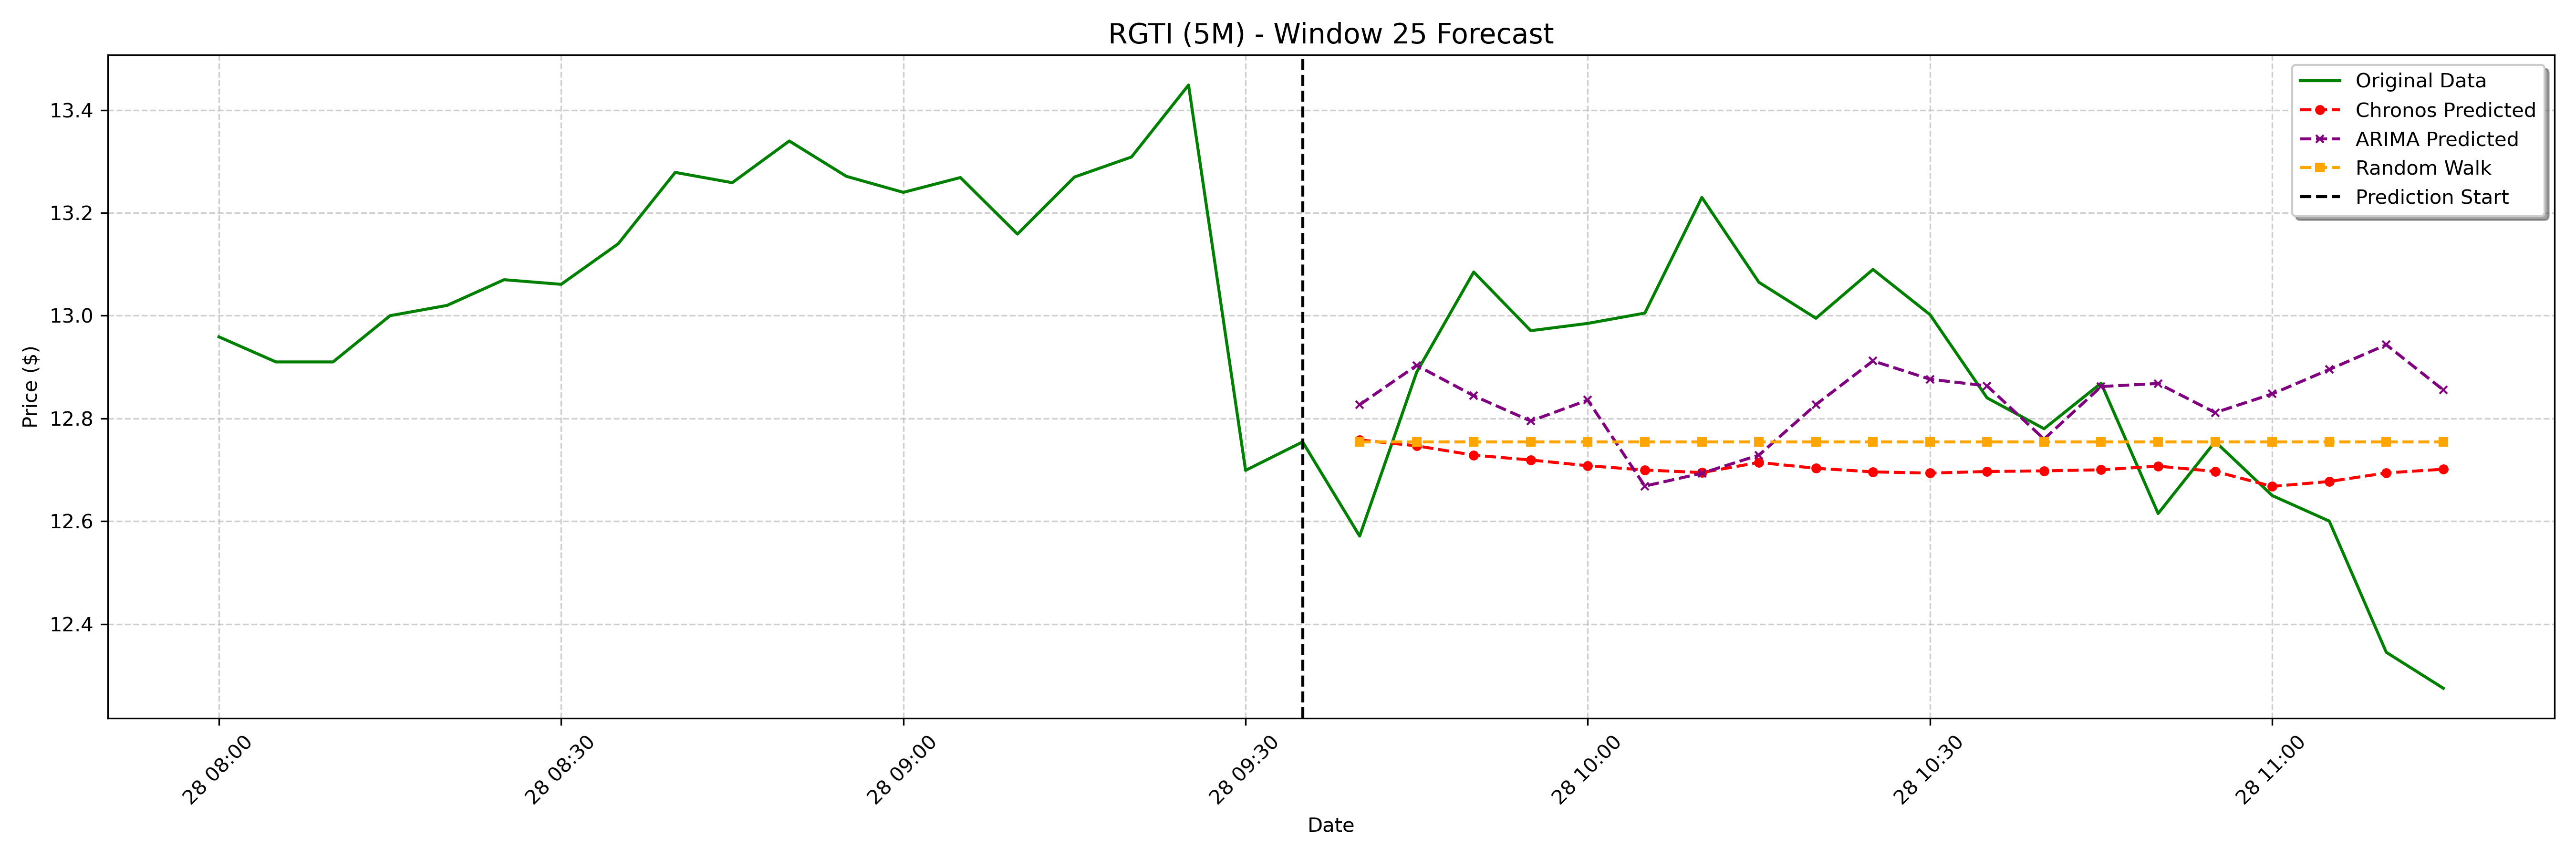 RGTI (5M) - Window 25 Forecast
Original Data
Chronos Predicted
ARIMA Predicted
Random Walk
Prediction Start
Price ($)
13.4
13.2
13.0
12.8
12.6
12.4
28 08:00
28 08:30
28 09:00
28 09:30
28 10:00
28 10:30
28 11:00
Date